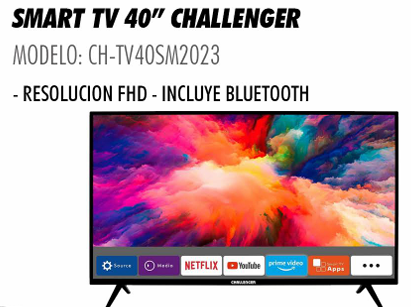 SMART TV 40” CHALLENGER
MODELO: CH-TV40SM2023
- RESOLUCION FHD - INCLUYE BLUETOOTH
Source Media NETFLIX YouTube prime video Apps
CHALLENGER